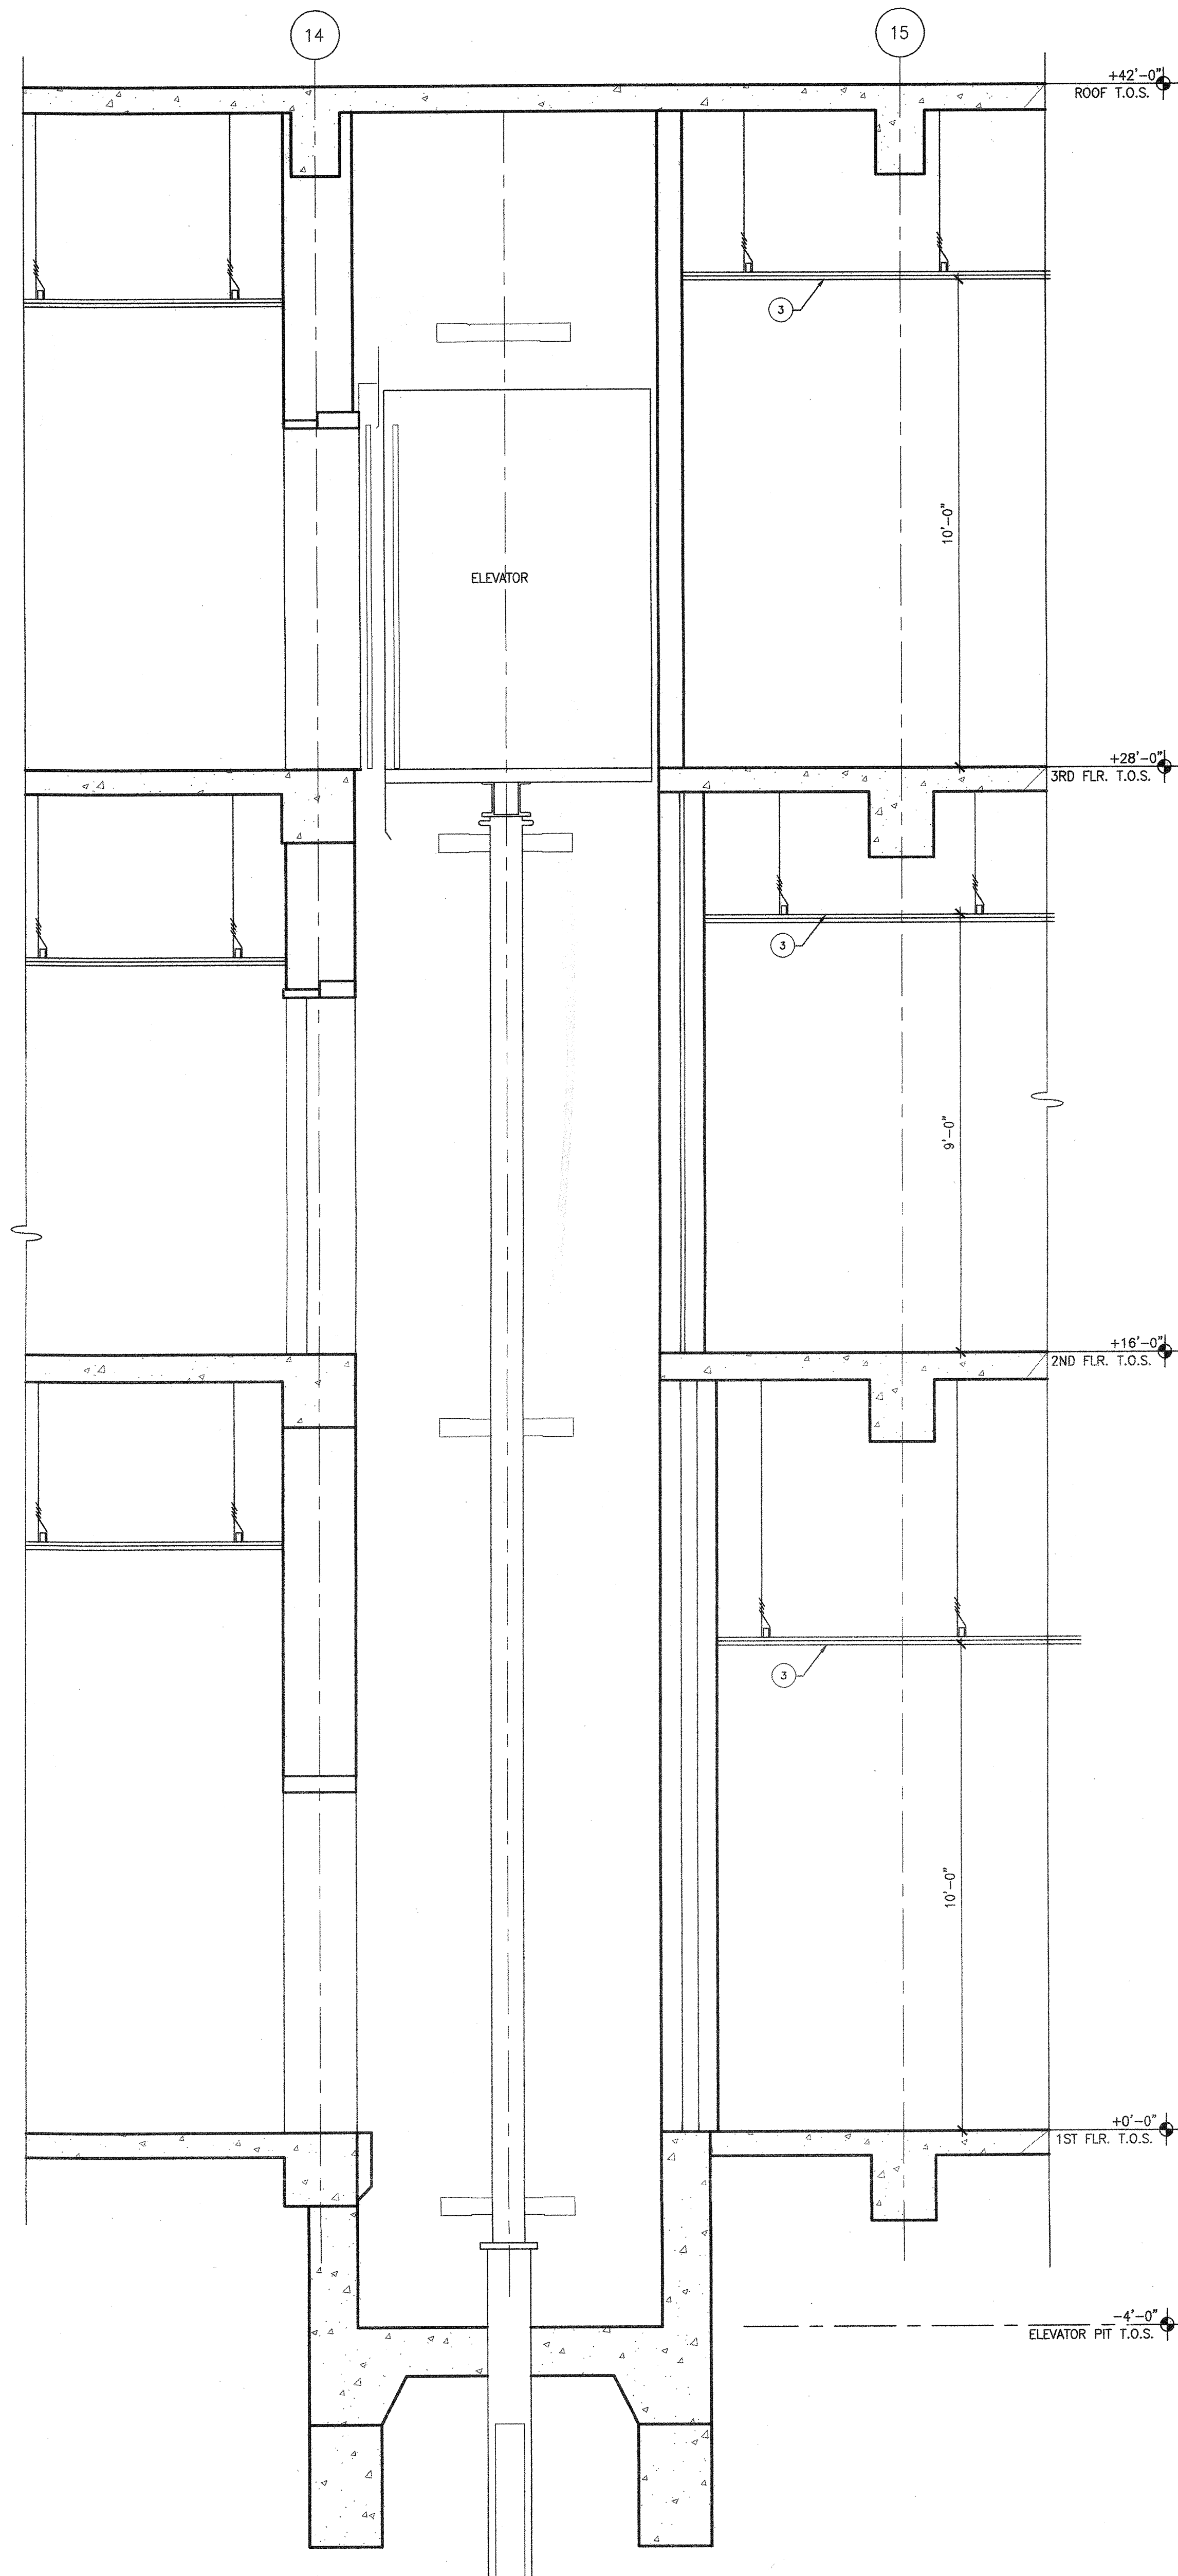 14
15
+42'-0"
ROOF T.O.S.
3
10'-0"
ELEVATOR
+28'-0"
3RD FLR. T.O.S.
3
9'-0"
+16'-0"
2ND FLR. T.O.S.
3
10'-0"
+0'-0"
1ST FLR. T.O.S.
-4'-0"
ELEVATOR PIT T.O.S.